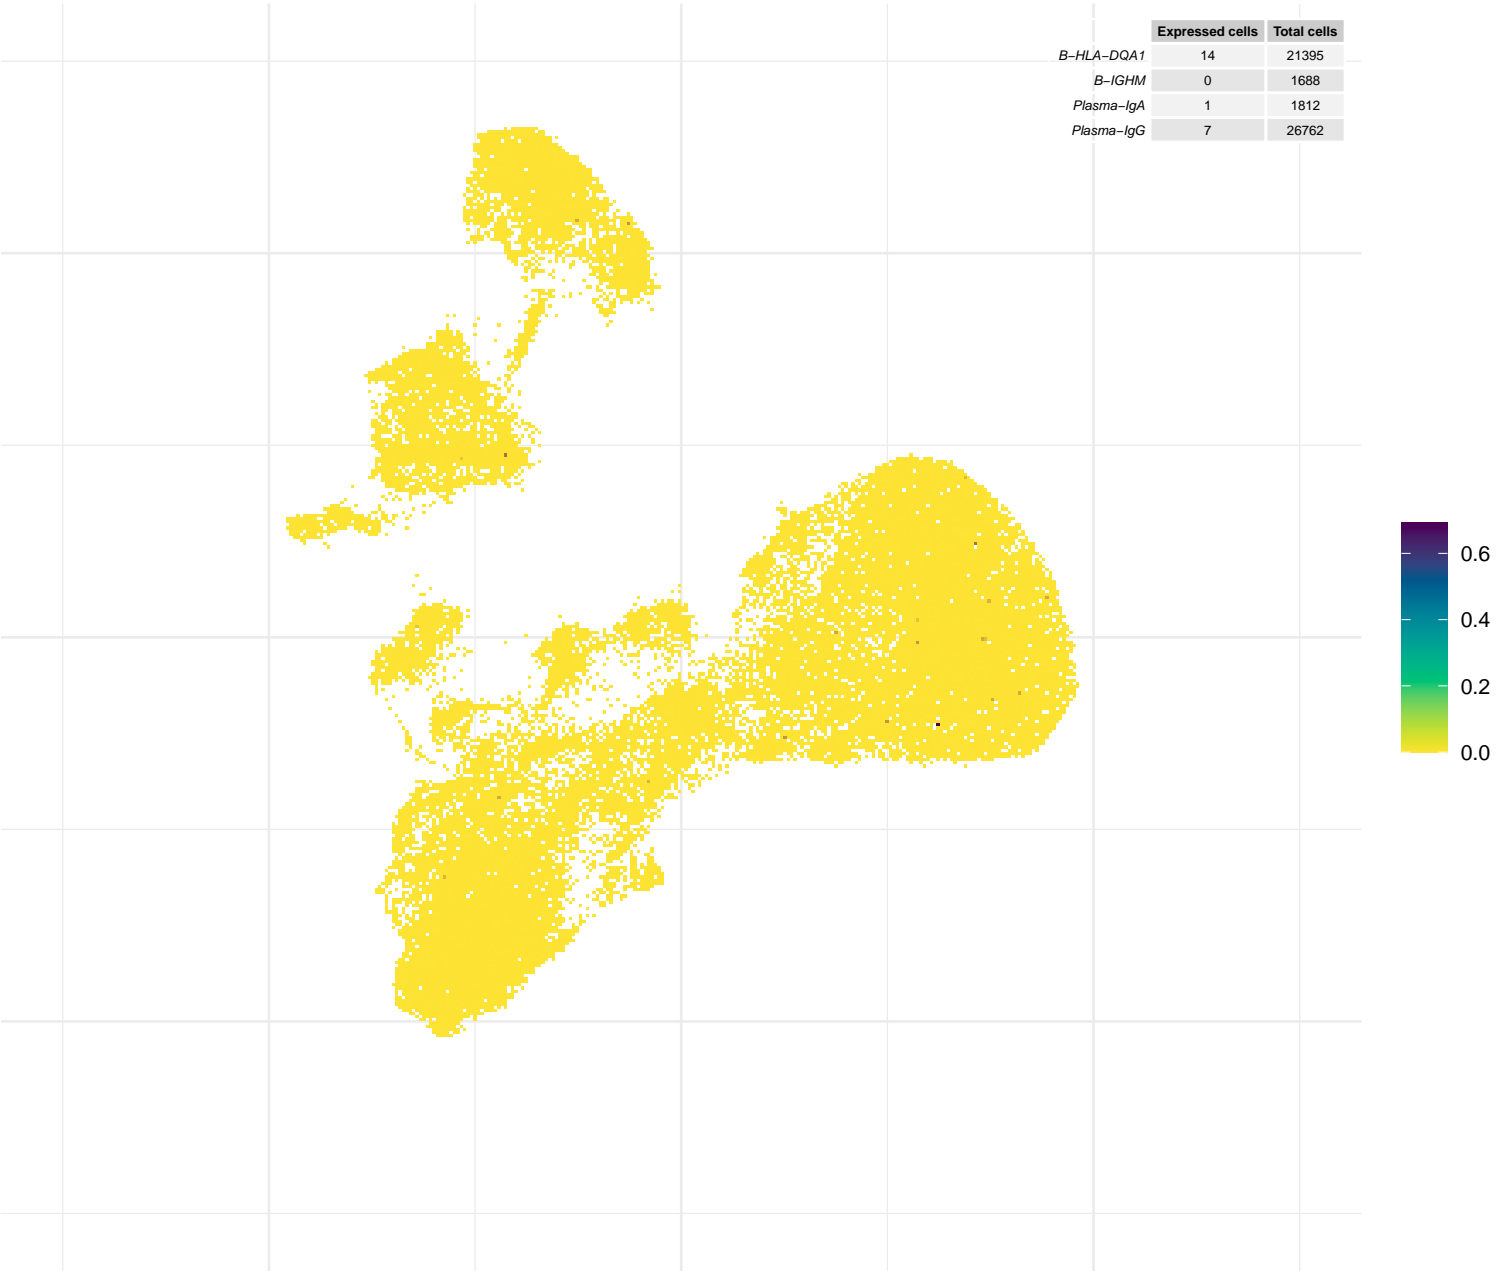 Expressed cells Total cells
B−HLA−DQA1 14 21395
B−IGHM 0 1688
Plasma−IgA 1 1812
Plasma−IgG 7 26762
0.6
0.4
0.2
0.0